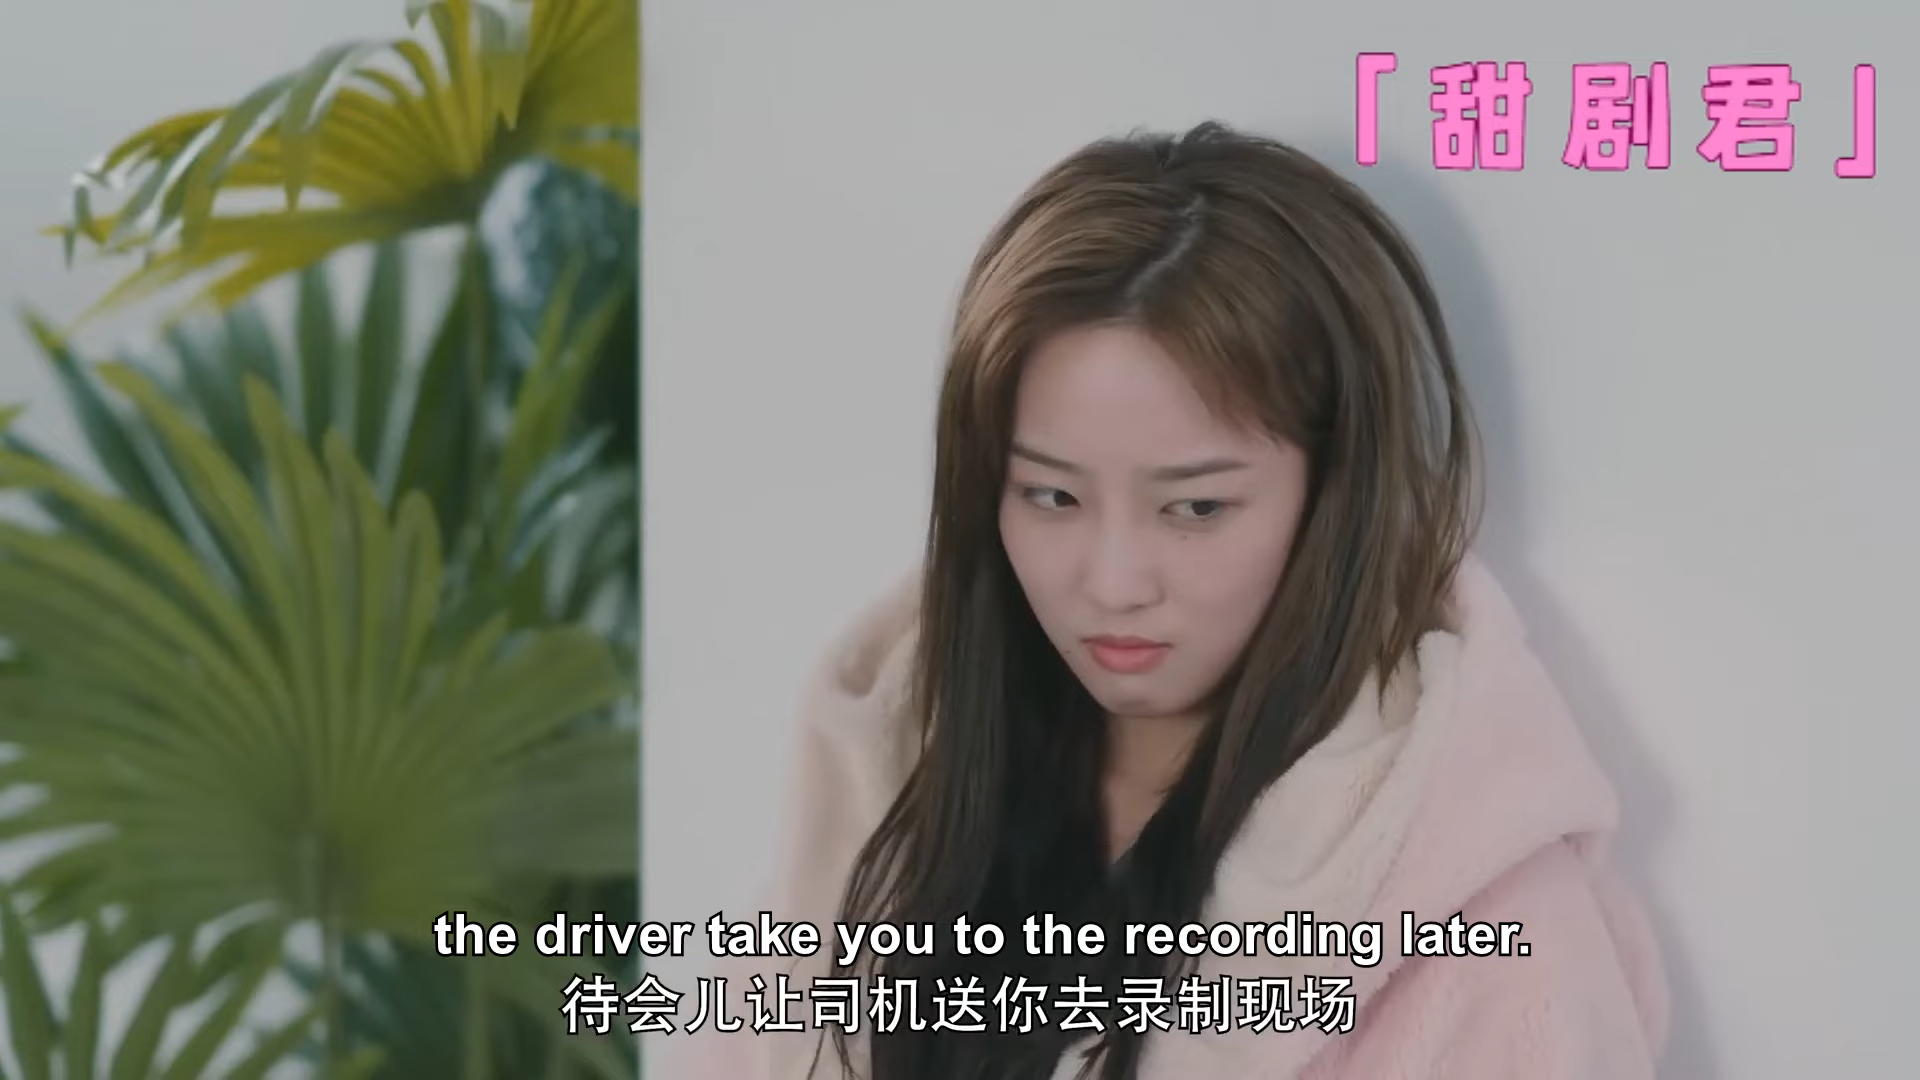 「甜剧君」
the driver take you to the recording later.
待会儿让司机送你去录制现场